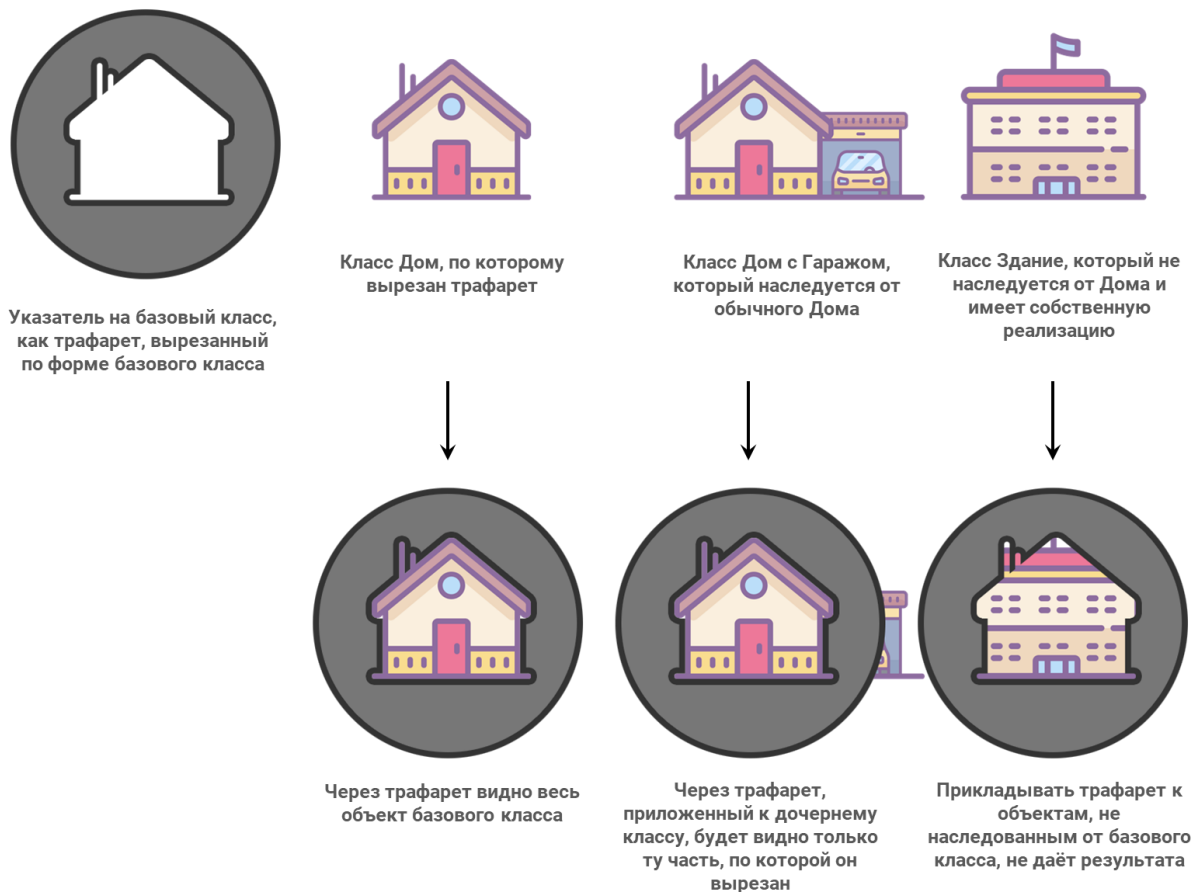 Указатель на базовый класс,
как трафарет, вырезанный
по форме базового класса
Класс Дом, по которому
вырезан трафарет
Класс Дом с Гаражом,
который наследуется от
обычного Дома
Класс Здание, который не
наследуется от Дома и
имеет собственную
реализацию
Через трафарет видно весь
объект базового класса
Через трафарет,
приложенный к дочернему
классу, будет видно только
ту часть, по которой он
вырезан
Прикладывать трафарет к
объектам, не
наследованным от базового
класса, не даёт результата